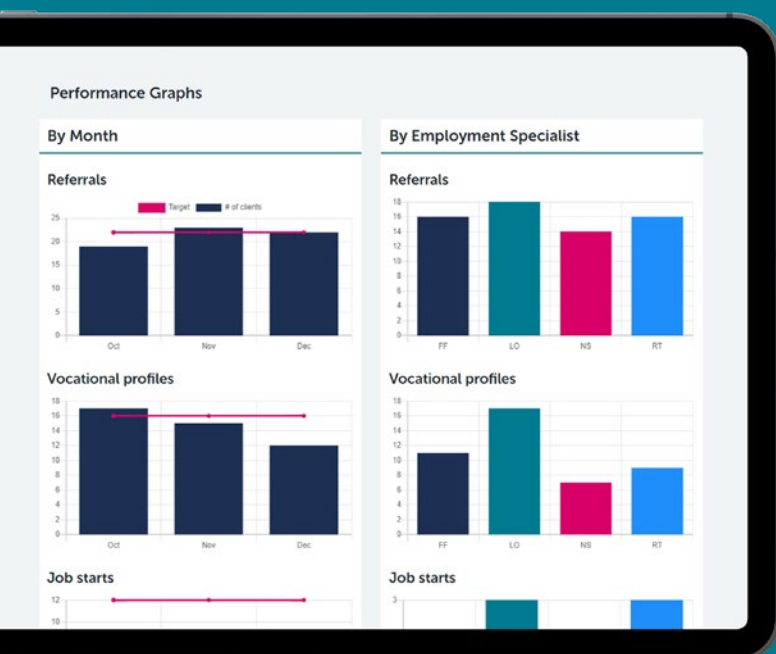 Performance Graphs
By Month
Referrals
Target # of clients
25
20
15
10
5
0
Oct Nov Dec
Vocational profiles
18
16
14
12
10
8
6
4
2
0
Oct Nov Dec
Job starts
12
10
By Employment Specialist
Referrals
18
16
14
12
10
8
6
4
2
0
FF LO NS RT
Vocational profiles
18
16
14
12
10
8
6
4
2
0
FF LO NS RT
Job starts
3